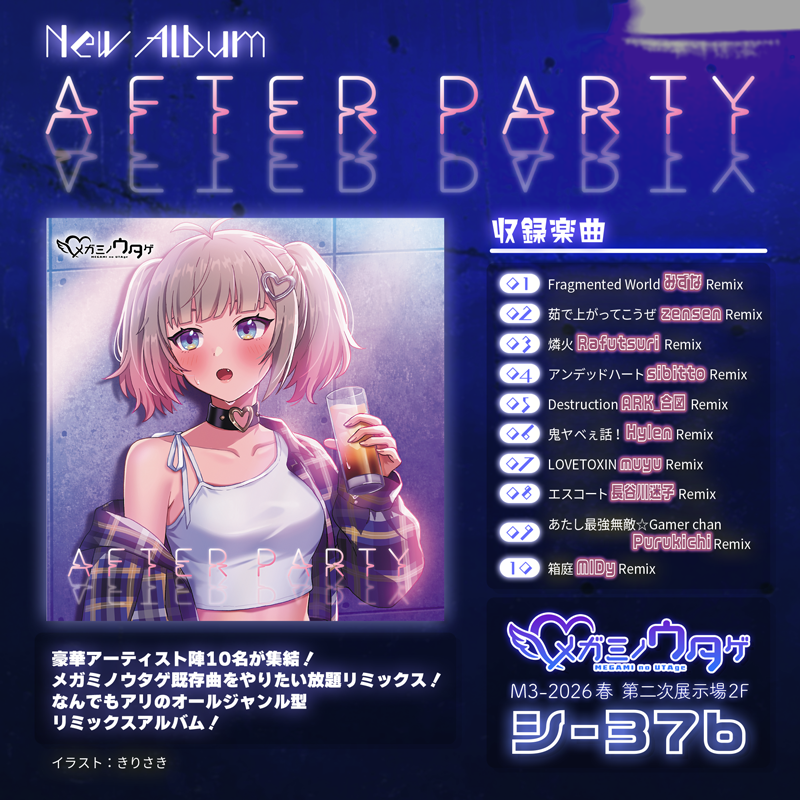 New Album
AFTER PARTY
メガミノウタゲ
MEGAMI no UTAge
AFTER PARTY
収録楽曲
01 Fragmented World みずな Remix
02 茹で上がってこうぜ zensen Remix
03 燐火 Rafutsuri Remix
04 アンデッドハート sibitto Remix
05 Destruction ARK_合図 Remix
06 鬼ヤベぇ話！ Hylen Remix
07 LOVETOXIN muyu Remix
08 エスコート 長谷川迷子 Remix
09 あたし最強無敵☆Gamer chan
Purukichi Remix
10 箱庭 MIDy Remix
豪華アーティスト陣10名が集結！
メガミノウタゲ既存曲をやりたい放題リミックス！
なんでもアリのオールジャンル型
リミックスアルバム！
イラスト：きりさき
メガミノウタゲ
MEGAMI no UTAge
M3-2026春 第二次展示場2F
シ-37b